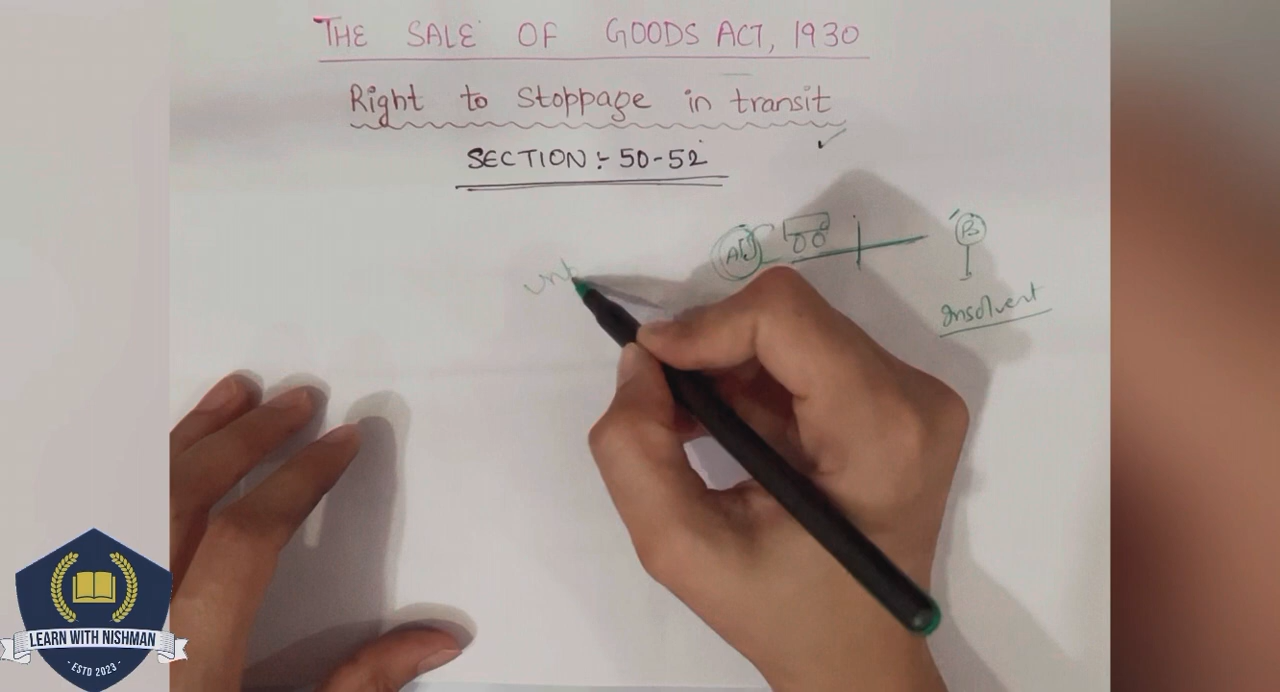 THE SALE OF GOODS ACT, 1930
Right to Stoppage in transit
SECTION :- 50-52
A
B
Insolvent
LEARN WITH NISHMAN
- ESTD 2023 -